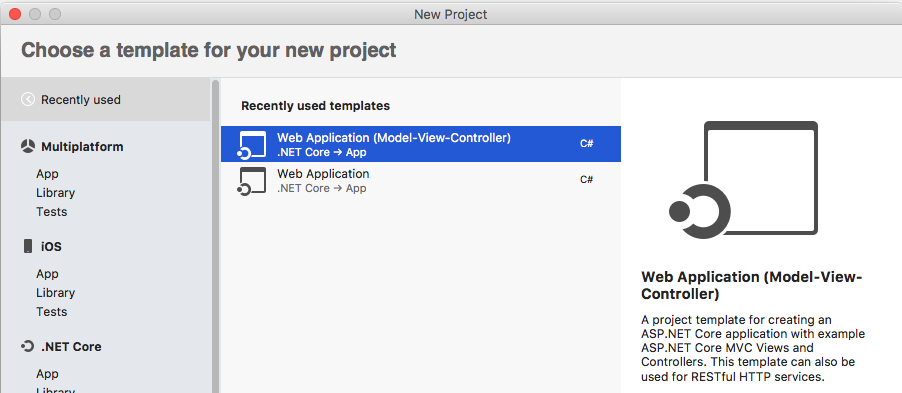 New Project
Choose a template for your new project
Recently used
Multiplatform
App
Library
Tests
iOS
App
Library
Tests
.NET Core
App
Library
Recently used templates
Web Application (Model-View-Controller)
.NET Core → App
C#
Web Application
.NET Core → App
C#
Web Application (Model-View-
Controller)
A project template for creating an
ASP.NET Core application with example
ASP.NET Core MVC Views and
Controllers. This template can also be
used for RESTful HTTP services.